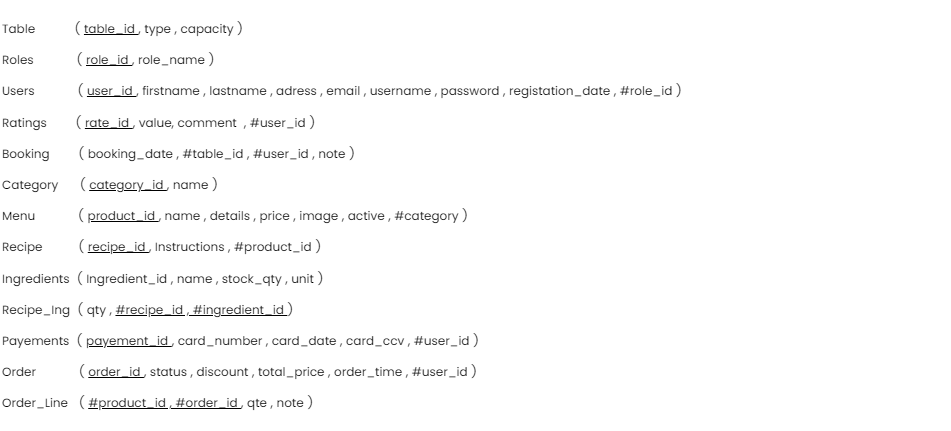 Table ( table_id , type , capacity )
Roles ( role_id , role_name )
Users ( user_id , firstname , lastname , adress , email , username , password , registation_date , #role_id )
Ratings ( rate_id , value, comment , #user_id )
Booking ( booking_date , #table_id , #user_id , note )
Category ( category_id , name )
Menu ( product_id , name , details , price , image , active , #category )
Recipe ( recipe_id , Instructions , #product_id )
Ingredients ( Ingredient_id , name , stock_qty , unit )
Recipe_Ing ( qty , #recipe_id , #ingredient_id )
Payements ( payement_id , card_number , card_date , card_ccv , #user_id )
Order ( order_id , status , discount , total_price , order_time , #user_id )
Order_Line ( #product_id , #order_id , qte , note )